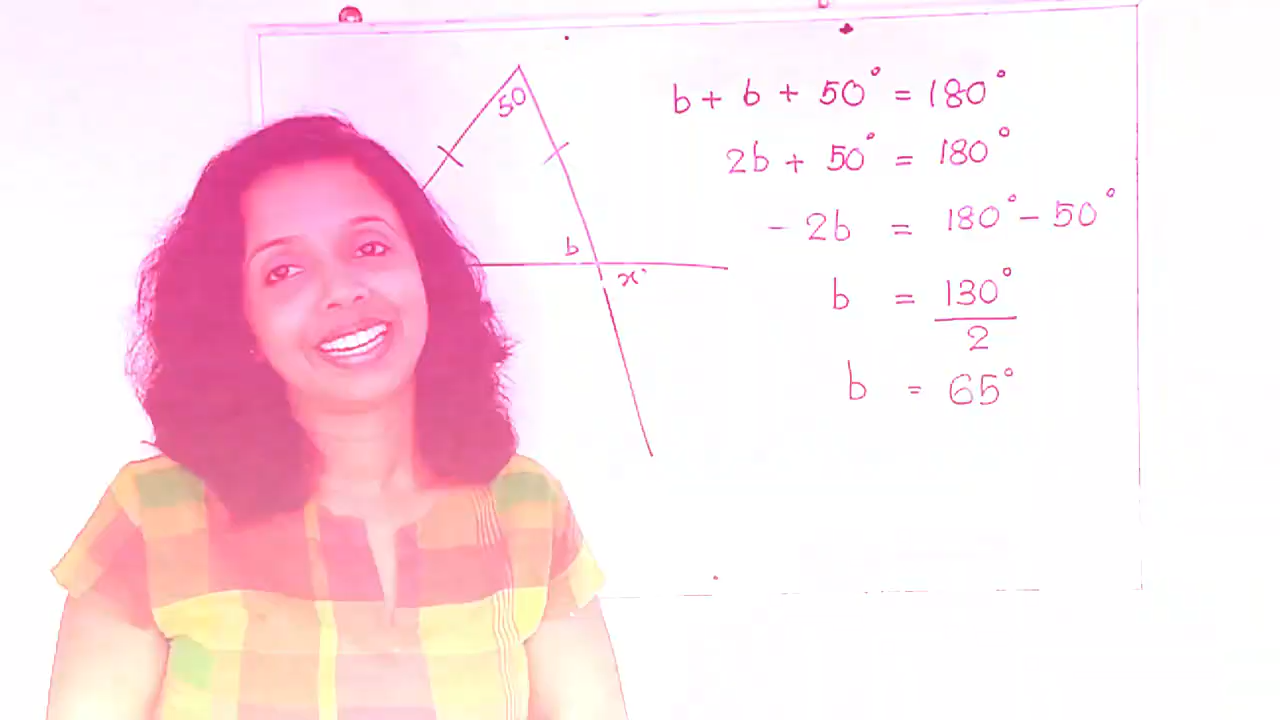 50
b
x°
b + b + 50° = 180°
2b + 50° = 180°
- 2b = 180° - 50°
b = 130°
2
b = 65°